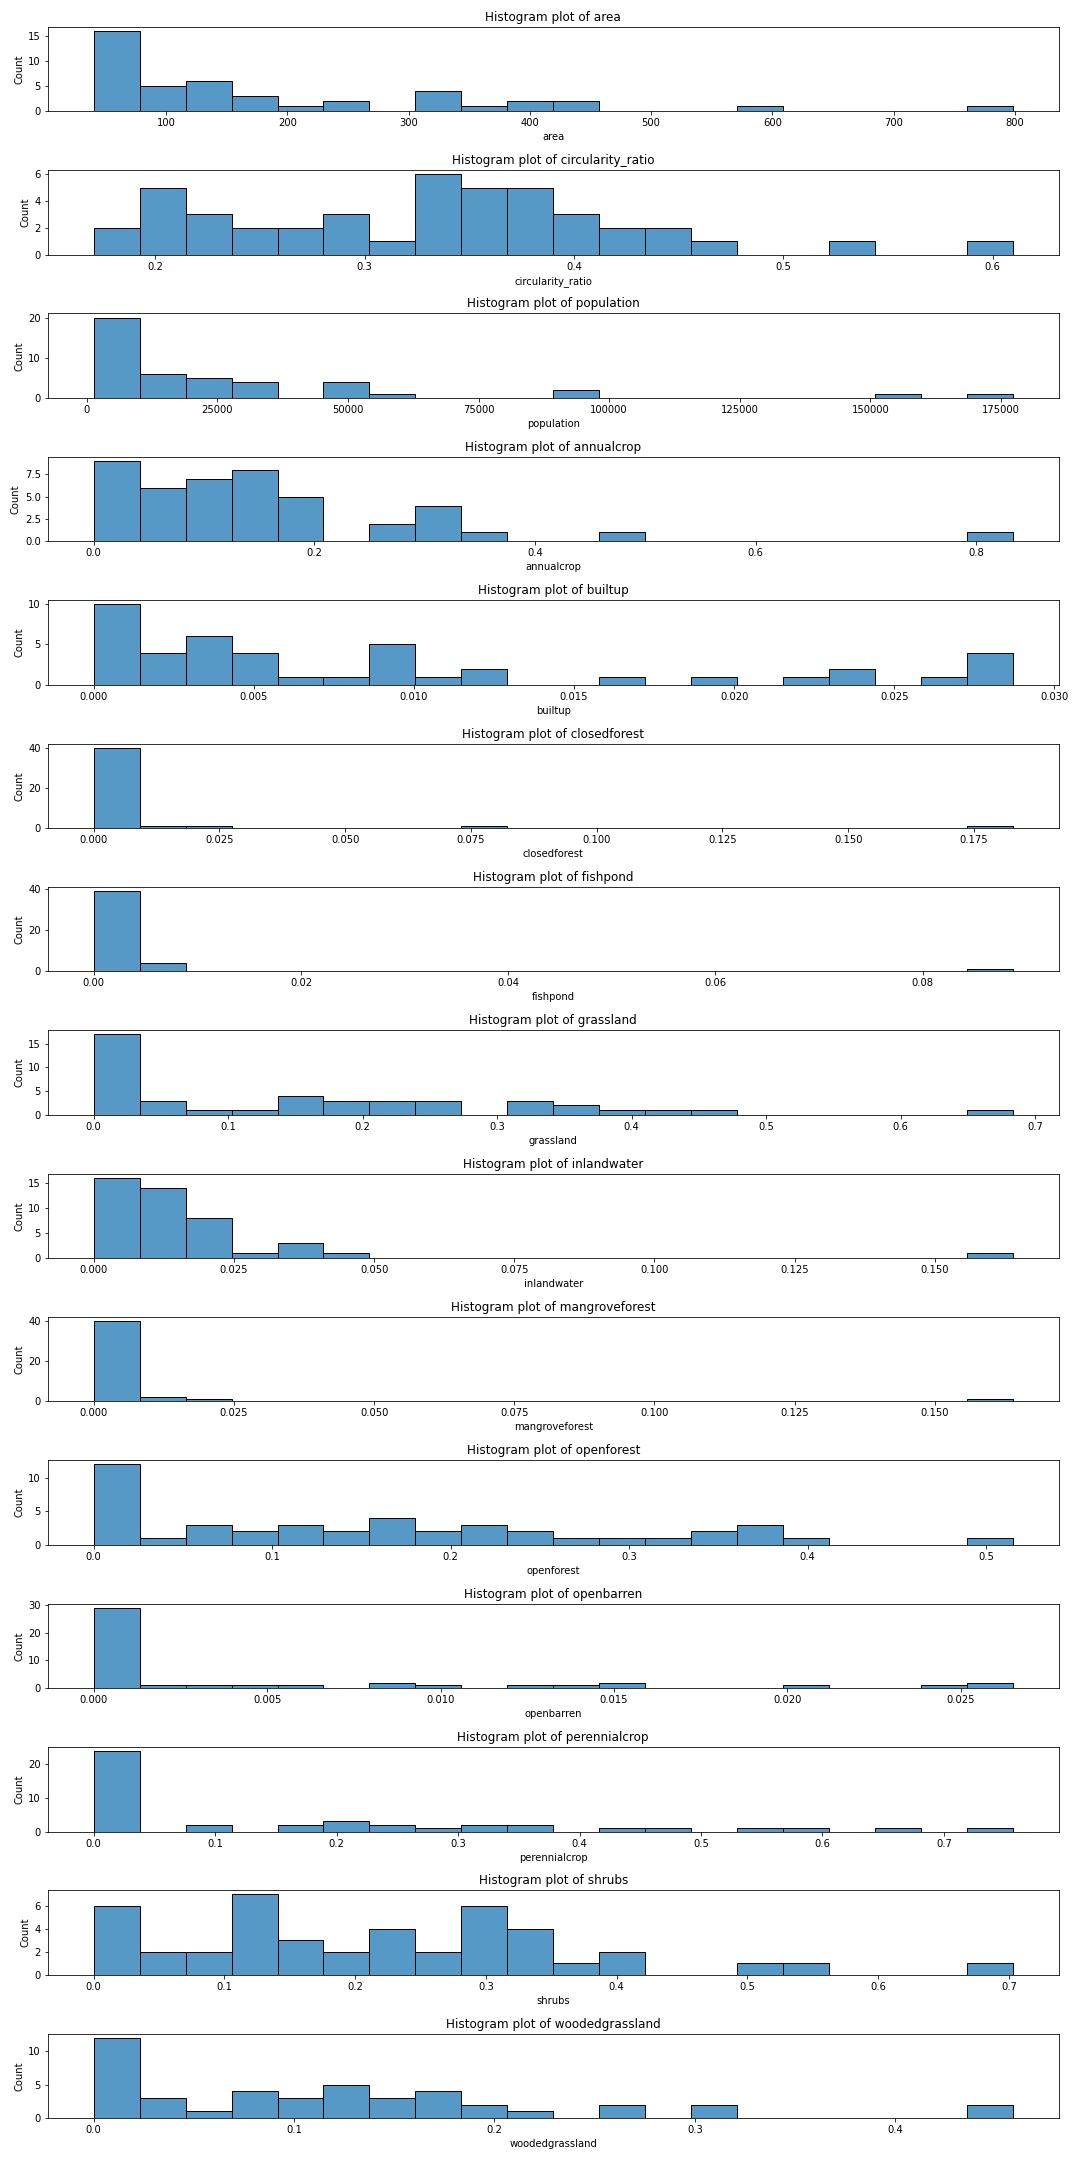 Histogram plot of area
15
10
5
0
Count
100 200 300 400 500 600 700 800
area
Histogram plot of circularity_ratio
6
4
2
0
Count
0.2 0.3 0.4 0.5 0.6
circularity_ratio
Histogram plot of population
20
10
0
Count
0 25000 50000 75000 100000 125000 150000 175000
population
Histogram plot of annualcrop
7.5
5.0
2.5
0.0
Count
0.0 0.2 0.4 0.6 0.8
annualcrop
Histogram plot of builtup
10
5
0
Count
0.000 0.005 0.010 0.015 0.020 0.025 0.030
builtup
Histogram plot of closedforest
40
20
0
Count
0.000 0.025 0.050 0.075 0.100 0.125 0.150 0.175
closedforest
Histogram plot of fishpond
40
20
0
Count
0.00 0.02 0.04 0.06 0.08
fishpond
Histogram plot of grassland
15
10
5
0
Count
0.0 0.1 0.2 0.3 0.4 0.5 0.6 0.7
grassland
Histogram plot of inlandwater
15
10
5
0
Count
0.000 0.025 0.050 0.075 0.100 0.125 0.150
inlandwater
Histogram plot of mangroveforest
40
20
0
Count
0.000 0.025 0.050 0.075 0.100 0.125 0.150
mangroveforest
Histogram plot of openforest
10
5
0
Count
0.0 0.1 0.2 0.3 0.4 0.5
openforest
Histogram plot of openbarren
30
20
10
0
Count
0.000 0.005 0.010 0.015 0.020 0.025
openbarren
Histogram plot of perennialcrop
20
10
0
Count
0.0 0.1 0.2 0.3 0.4 0.5 0.6 0.7
perennialcrop
Histogram plot of shrubs
6
4
2
0
Count
0.0 0.1 0.2 0.3 0.4 0.5 0.6 0.7
shrubs
Histogram plot of woodedgrassland
10
5
0
Count
0.0 0.1 0.2 0.3 0.4
woodedgrassland